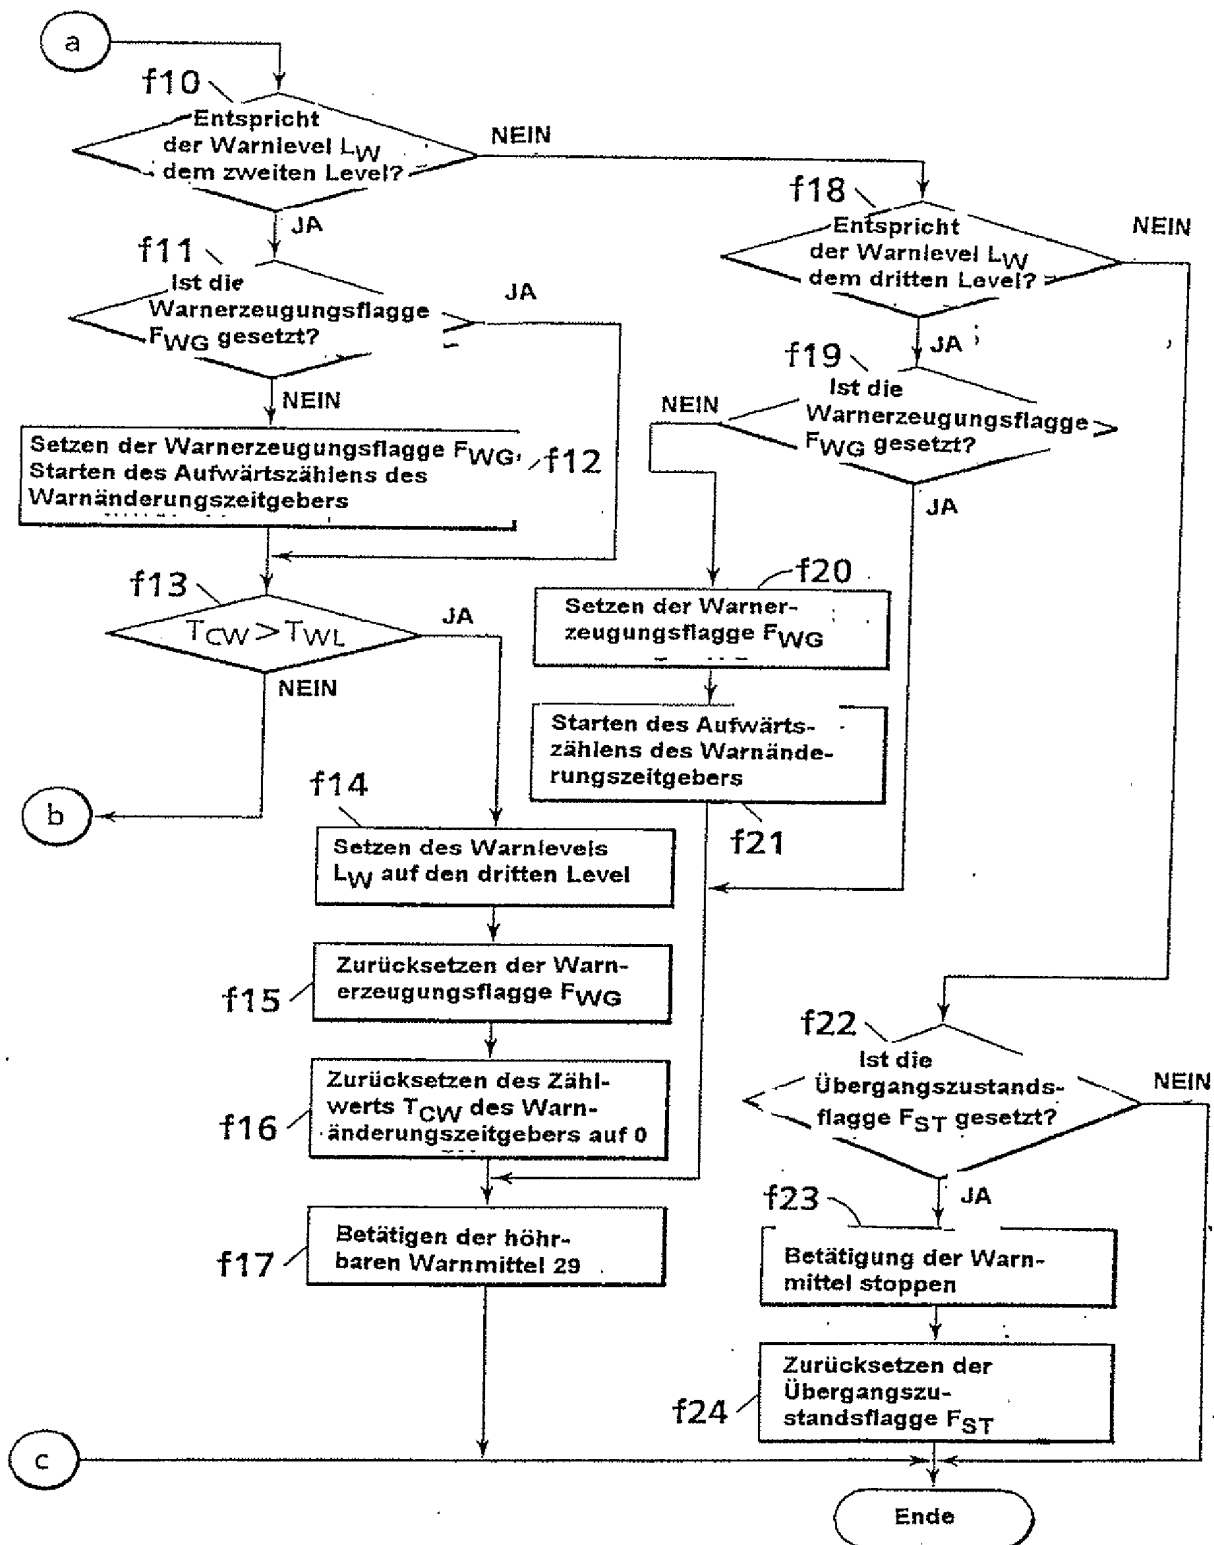 a
f10
Entspricht
der Warnlevel LW
dem zweiten Level?
NEIN
JA
f11
Ist die
Warnerzeugungsflagge
FWG gesetzt?
JA
NEIN
Setzen der Warnerzeugungsflagge FWG,
Starten des Aufwärtszählens des
Warnänderungszeitgebers
f12
f13
TCW > TWL
JA
NEIN
b
f14
Setzen des Warnlevels
LW auf den dritten Level
Zurücksetzen der Warn-
erzeugungsflagge FWG
f15
Zurücksetzen des Zähl-
werts TCW des Warn-
änderungszeitgebers auf 0
f16
Betätigen der höhr-
baren Warnmittel 29
f17
f18
Entspricht
der Warnlevel LW
dem dritten Level?
NEIN
JA
f19
Ist die
Warnerzeugungsflagge
FWG gesetzt?
NEIN
JA
f20
Setzen der Warner-
zeugungsflagge FWG
Starten des Aufwärts-
zählens des Warnände-
rungszeitgebers
f21
f22
Ist die
Übergangszustands-
flagge FST gesetzt?
NEIN
JA
f23
Betätigung der Warn-
mittel stoppen
Zurücksetzen der
Übergangszu-
standsflagge FST
f24
c
Ende